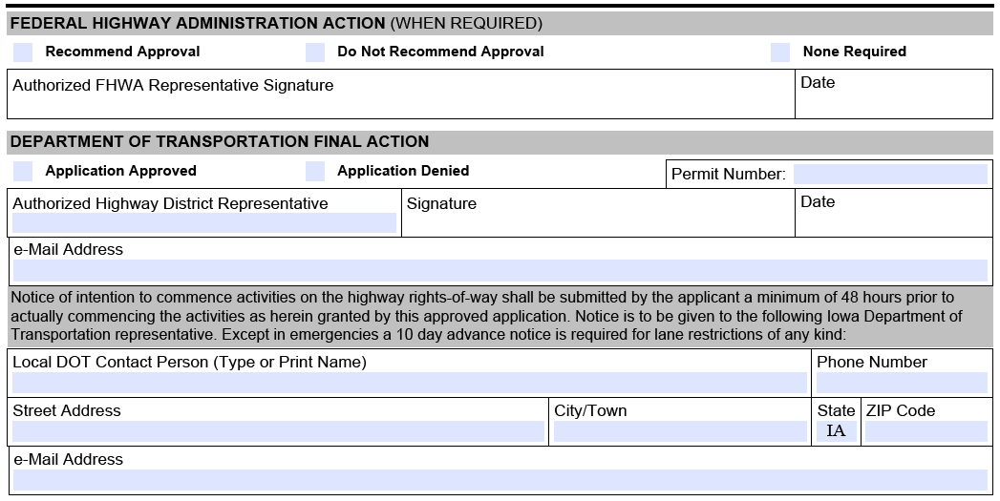 FEDERAL HIGHWAY ADMINISTRATION ACTION (WHEN REQUIRED)
Recommend Approval Do Not Recommend Approval None Required
Authorized FHWA Representative Signature Date
DEPARTMENT OF TRANSPORTATION FINAL ACTION
Application Approved Application Denied Permit Number:
Authorized Highway District Representative Signature Date
e-Mail Address
Notice of intention to commence activities on the highway rights-of-way shall be submitted by the applicant a minimum of 48 hours prior to
actually commencing the activities as herein granted by this approved application. Notice is to be given to the following Iowa Department of
Transportation representative. Except in emergencies a 10 day advance notice is required for lane restrictions of any kind:
Local DOT Contact Person (Type or Print Name) Phone Number
Street Address City/Town State ZIP Code
IA
e-Mail Address